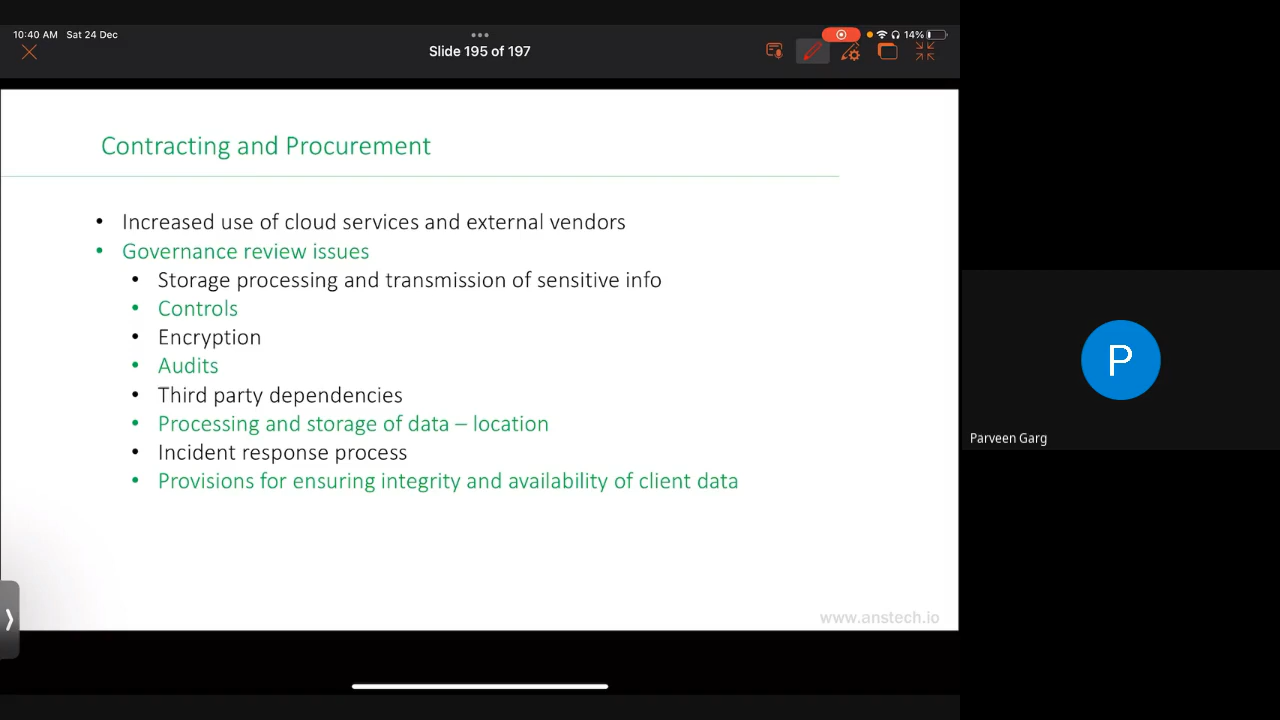 10:40 AM Sat 24 Dec
14%
Slide 195 of 197
Contracting and Procurement
• Increased use of cloud services and external vendors
• Governance review issues
• Storage processing and transmission of sensitive info
• Controls
• Encryption
• Audits
• Third party dependencies
• Processing and storage of data – location
• Incident response process
• Provisions for ensuring integrity and availability of client data
www.anstech.io
P
Parveen Garg